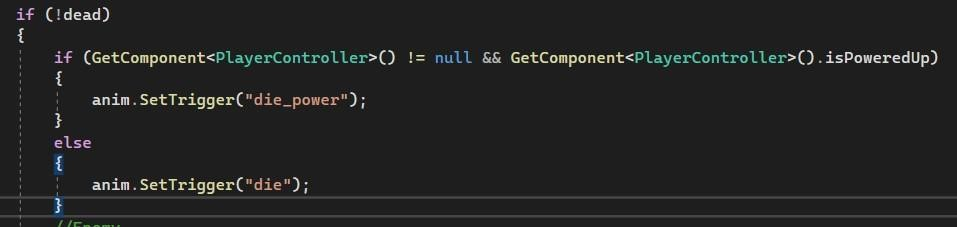 if (!dead)
{
if (GetComponent<PlayerController>() != null && GetComponent<PlayerController>().isPoweredUp)
{
anim.SetTrigger("die_power");
}
else
{
anim.SetTrigger("die");
}
//Enemy